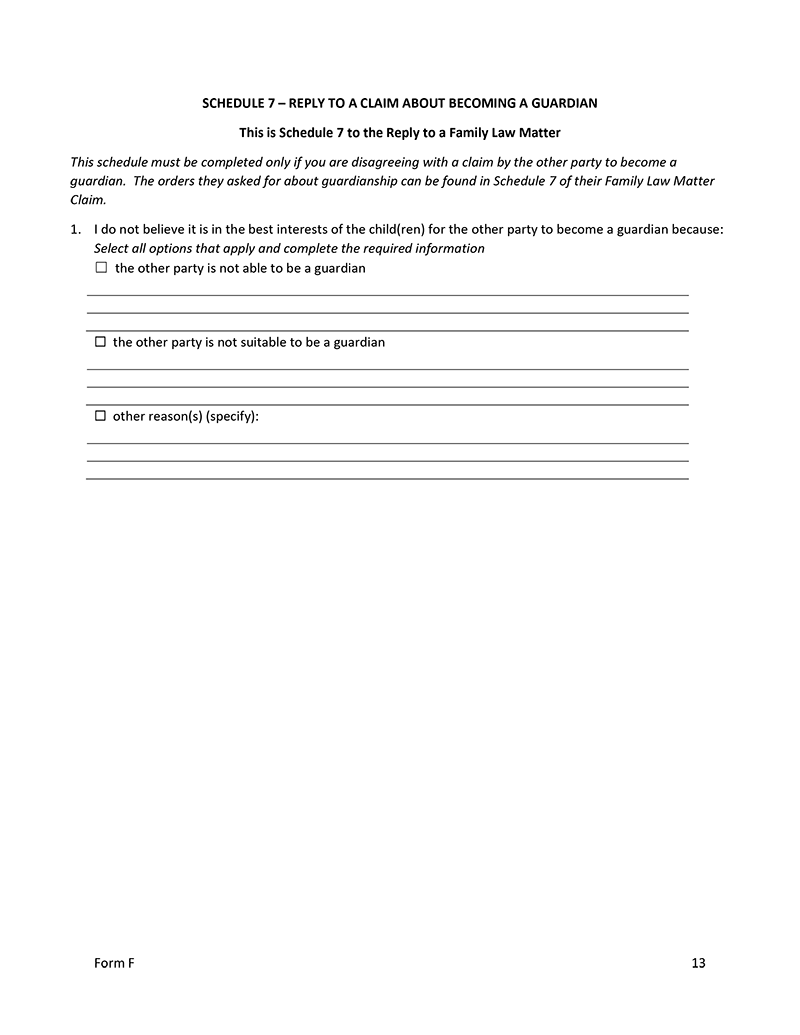 SCHEDULE 7 – REPLY TO A CLAIM ABOUT BECOMING A GUARDIAN
This is Schedule 7 to the Reply to a Family Law Matter
This schedule must be completed only if you are disagreeing with a claim by the other party to become a
guardian.  The orders they asked for about guardianship can be found in Schedule 7 of their Family Law Matter
Claim.
1. I do not believe it is in the best interests of the child(ren) for the other party to become a guardian because:
Select all options that apply and complete the required information
☐ the other party is not able to be a guardian
☐ the other party is not suitable to be a guardian
☐ other reason(s) (specify):
Form F 13